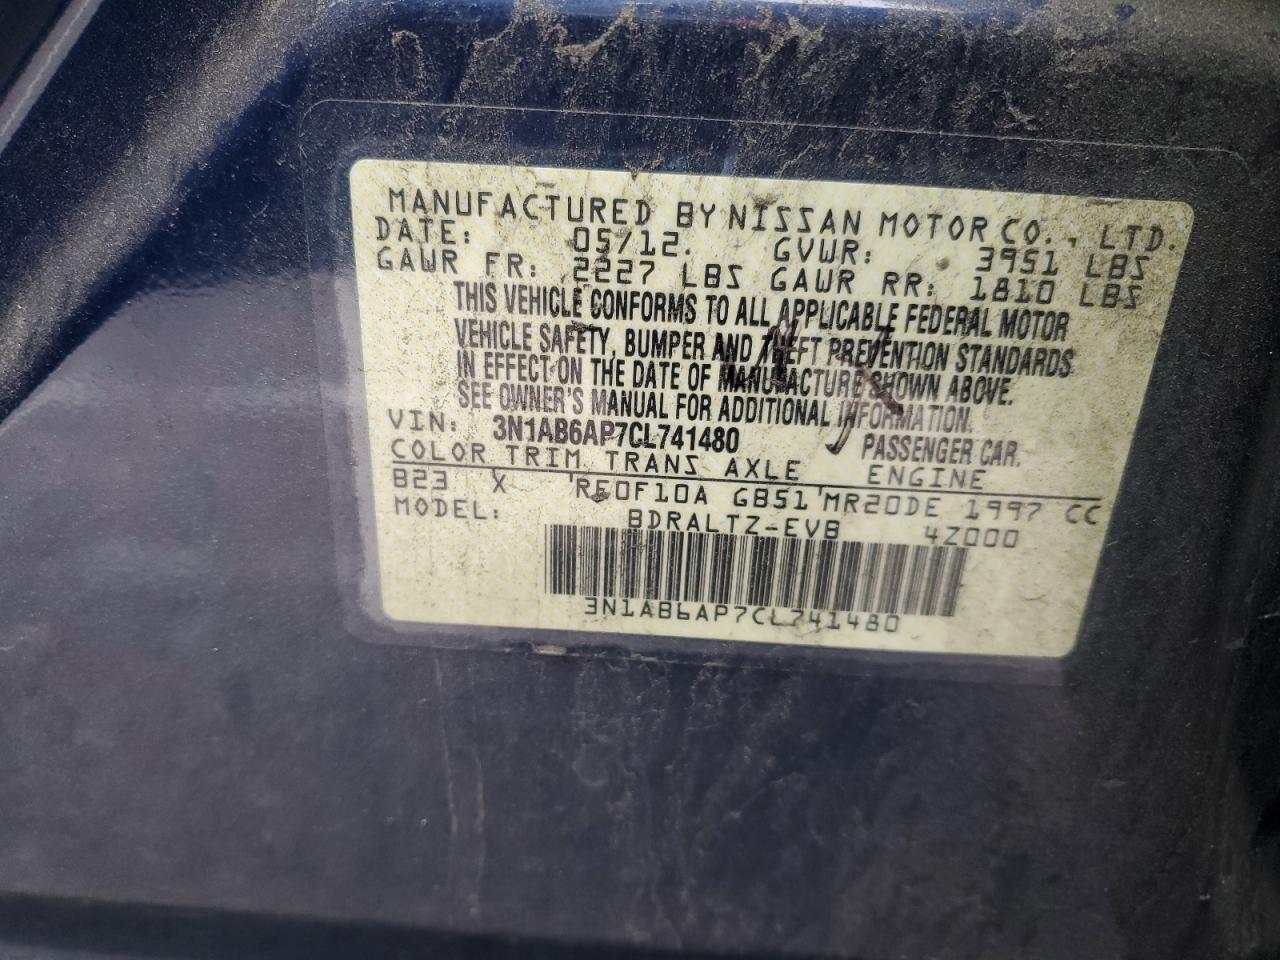 MANUFACTURED BY NISSAN MOTOR CO., LTD.
DATE: 05/12. GVWR: 3951 LBS
GAWR FR: 2227 LBS GAWR RR: 1810 LBS
THIS VEHICLE CONFORMS TO ALL APPLICABLE FEDERAL MOTOR
VEHICLE SAFETY, BUMPER AND THEFT PREVENTION STANDARDS
IN EFFECT ON THE DATE OF MANUFACTURE SHOWN ABOVE.
SEE OWNER'S MANUAL FOR ADDITIONAL INFORMATION.
VIN: 3N1AB6AP7CL741480 PASSENGER CAR.
COLOR TRIM TRANS AXLE ENGINE
B23 X RE0F10A GB51 MR20DE 1997 CC
MODEL: BDRALTZ-EVB 4Z000
3N1AB6AP7CL741480